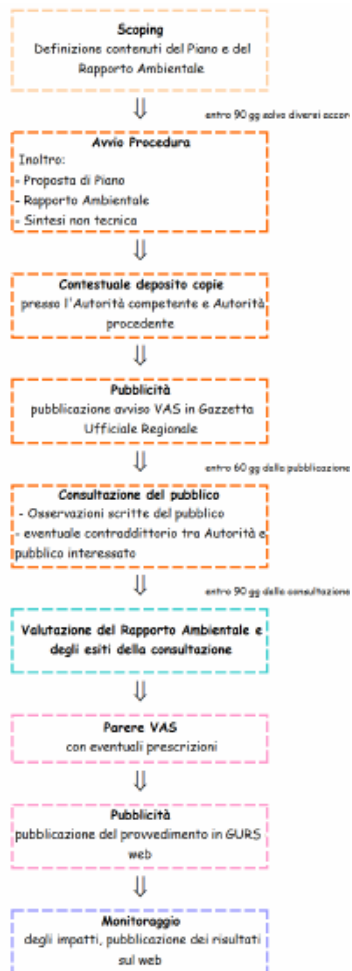 Scoping
Definizione contenuti del Piano e del
Rapporto Ambientale
entro 90 gg salvo diversi accor
Avvio Procedura
Inoltro:
- Proposta di Piano
- Rapporto Ambientale
- Sintesi non tecnica
Contestuale deposito copie
presso l'Autorità competente e Autorità
procedente
Pubblicità
pubblicazione avviso VAS in Gazzetta
Ufficiale Regionale
entro 60 gg dalla pubblicazione
Consultazione del pubblico
- Osservazioni scritte del pubblico
- eventuale contraddittorio tra Autorità e
pubblico interessato
entro 90 gg dalla consultazione
Valutazione del Rapporto Ambientale e
degli esiti della consultazione
Parere VAS
con eventuali prescrizioni
Pubblicità
pubblicazione del provvedimento in GURS
web
Monitoraggio
degli impatti, pubblicazione dei risultati
sul web